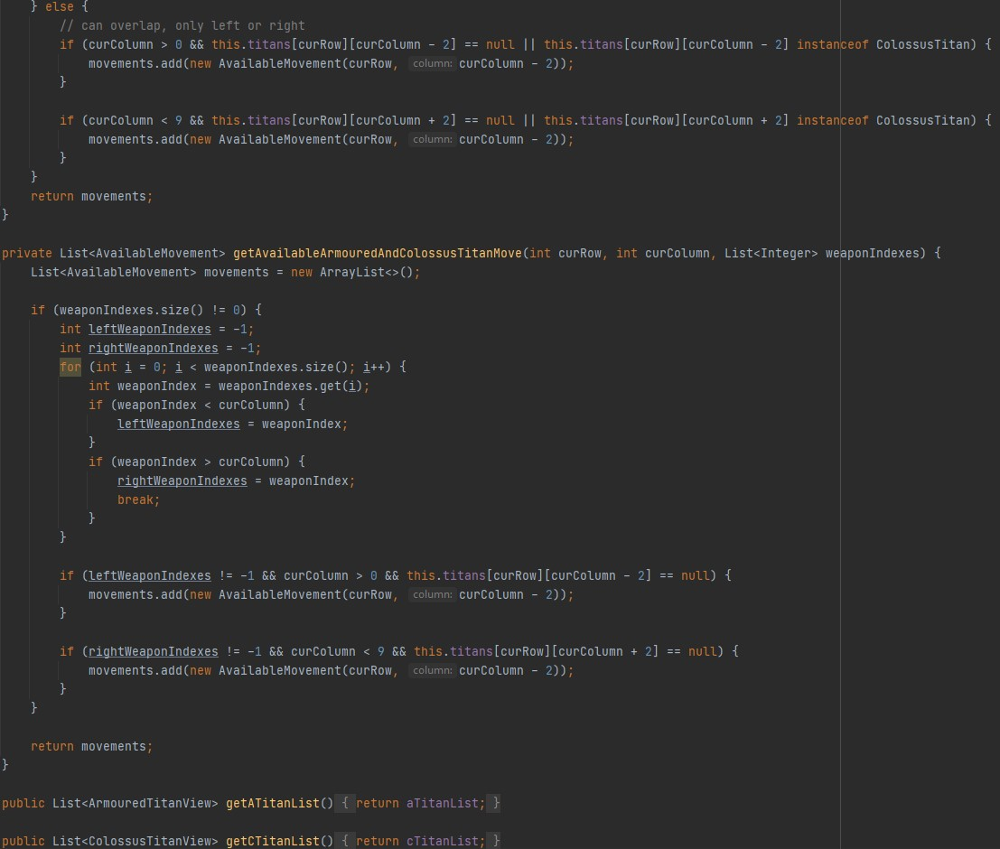 } else {
// can overlap, only left or right
if (curColumn > 0 && this.titans[curRow][curColumn - 2] == null || this.titans[curRow][curColumn - 2] instanceof ColossusTitan) {
movements.add(new AvailableMovement(curRow, column: curColumn - 2));
}
if (curColumn < 9 && this.titans[curRow][curColumn + 2] == null || this.titans[curRow][curColumn + 2] instanceof ColossusTitan) {
movements.add(new AvailableMovement(curRow, column: curColumn - 2));
}
}
return movements;
}
private List<AvailableMovement> getAvailableArmouredAndColossusTitanMove(int curRow, int curColumn, List<Integer> weaponIndexes) {
List<AvailableMovement> movements = new ArrayList<>();
if (weaponIndexes.size() != 0) {
int leftWeaponIndexes = -1;
int rightWeaponIndexes = -1;
for (int i = 0; i < weaponIndexes.size(); i++) {
int weaponIndex = weaponIndexes.get(i);
if (weaponIndex < curColumn) {
leftWeaponIndexes = weaponIndex;
}
if (weaponIndex > curColumn) {
rightWeaponIndexes = weaponIndex;
break;
}
}
if (leftWeaponIndexes != -1 && curColumn > 0 && this.titans[curRow][curColumn - 2] == null) {
movements.add(new AvailableMovement(curRow, column: curColumn - 2));
}
if (rightWeaponIndexes != -1 && curColumn < 9 && this.titans[curRow][curColumn + 2] == null) {
movements.add(new AvailableMovement(curRow, column: curColumn - 2));
}
}
return movements;
}
public List<ArmouredTitanView> getATitanList() { return aTitanList; }
public List<ColossusTitanView> getCTitanList() { return cTitanList; }